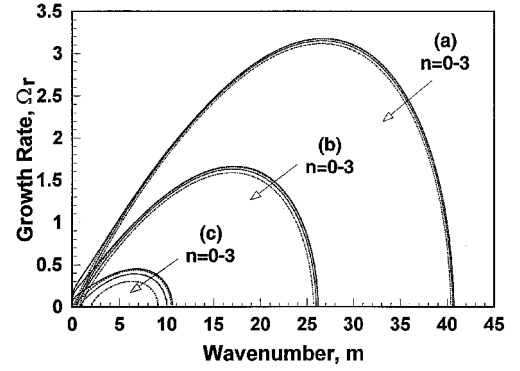 3.5
3
2.5
2
1.5
1
0.5
0
Growth Rate, Ωr
(a)
n=0-3
(b)
n=0-3
(c)
n=0-3
0 5 10 15 20 25 30 35 40 45
Wavenumber, m